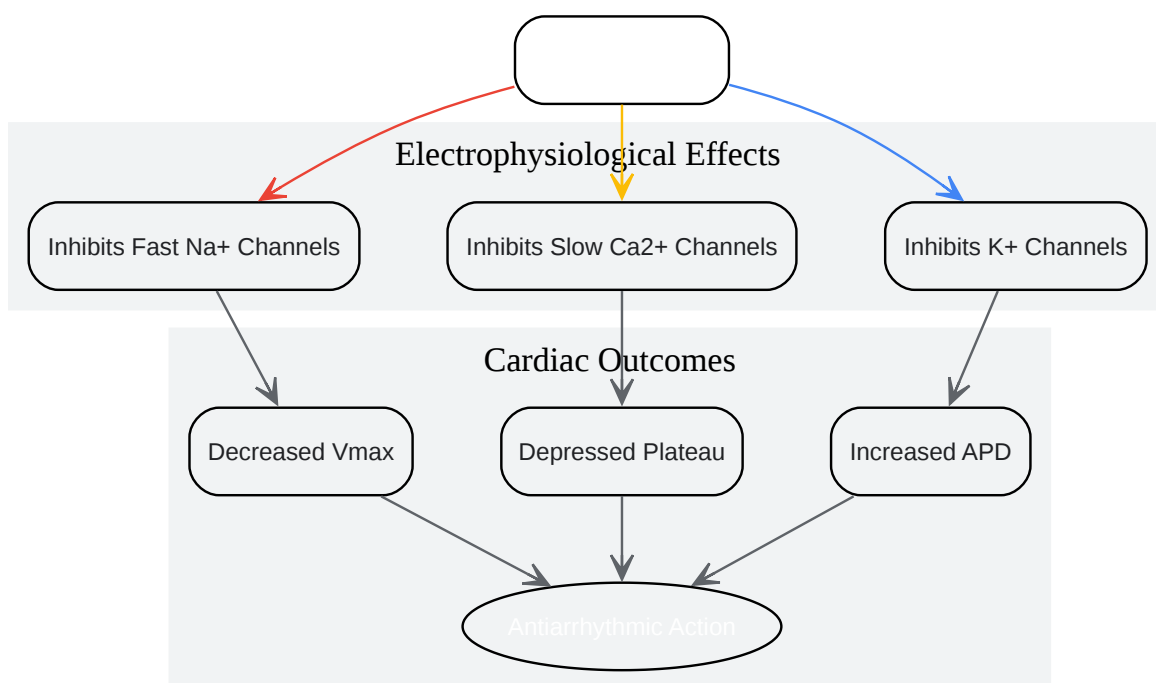 Electrophysiological Effects
Inhibits Fast Na+ Channels
Inhibits Slow Ca2+ Channels
Inhibits K+ Channels
Cardiac Outcomes
Decreased Vmax
Depressed Plateau
Increased APD
Antiarrhythmic Action